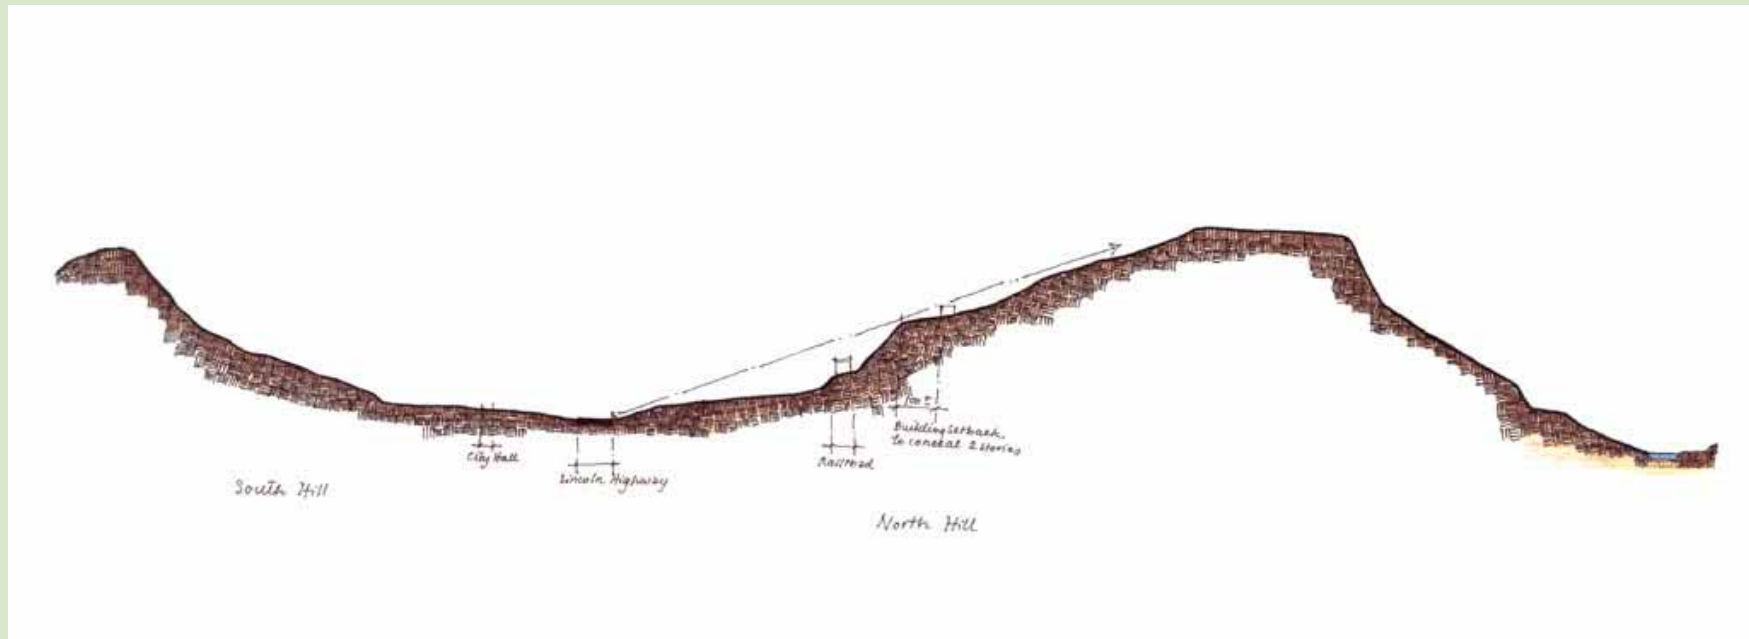 100 ft
Building setback,
to conceal 2 stories
City Hall
Railroad
Lincoln Highway
South Hill
North Hill